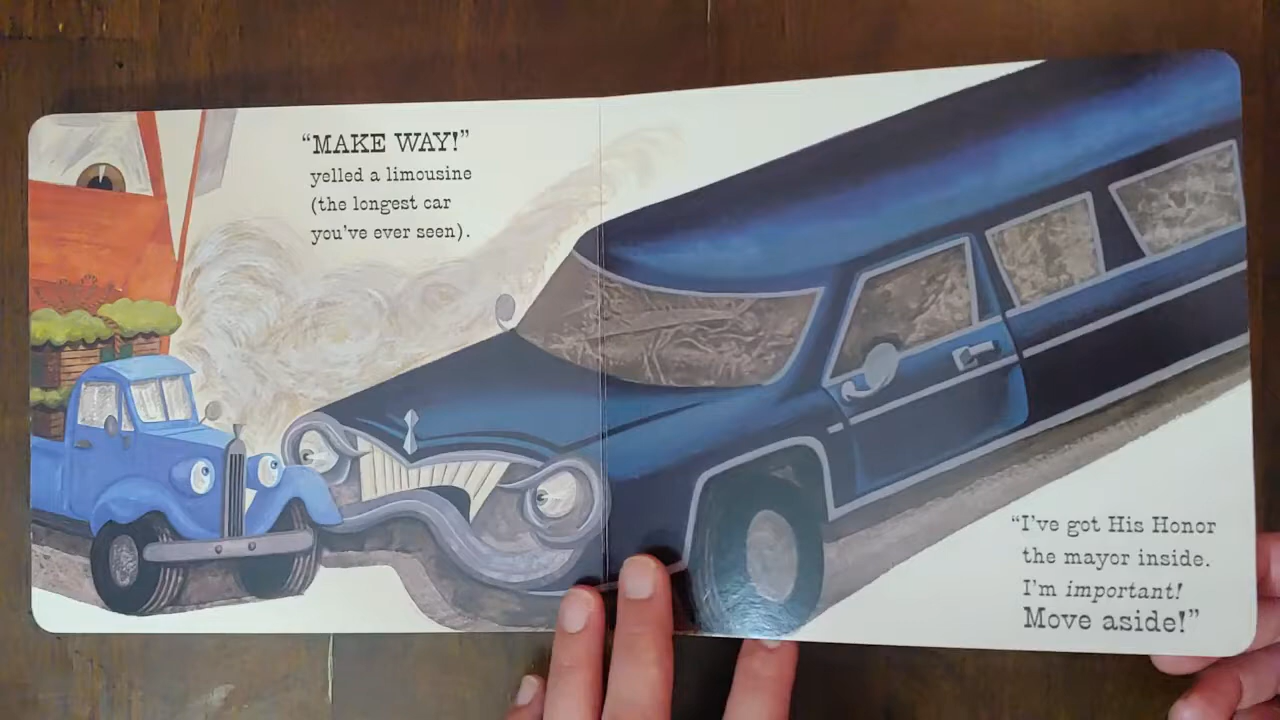 “MAKE WAY!”
yelled a limousine
(the longest car
you’ve ever seen).
“I’ve got His Honor
the mayor inside.
I’m important!
Move aside!”